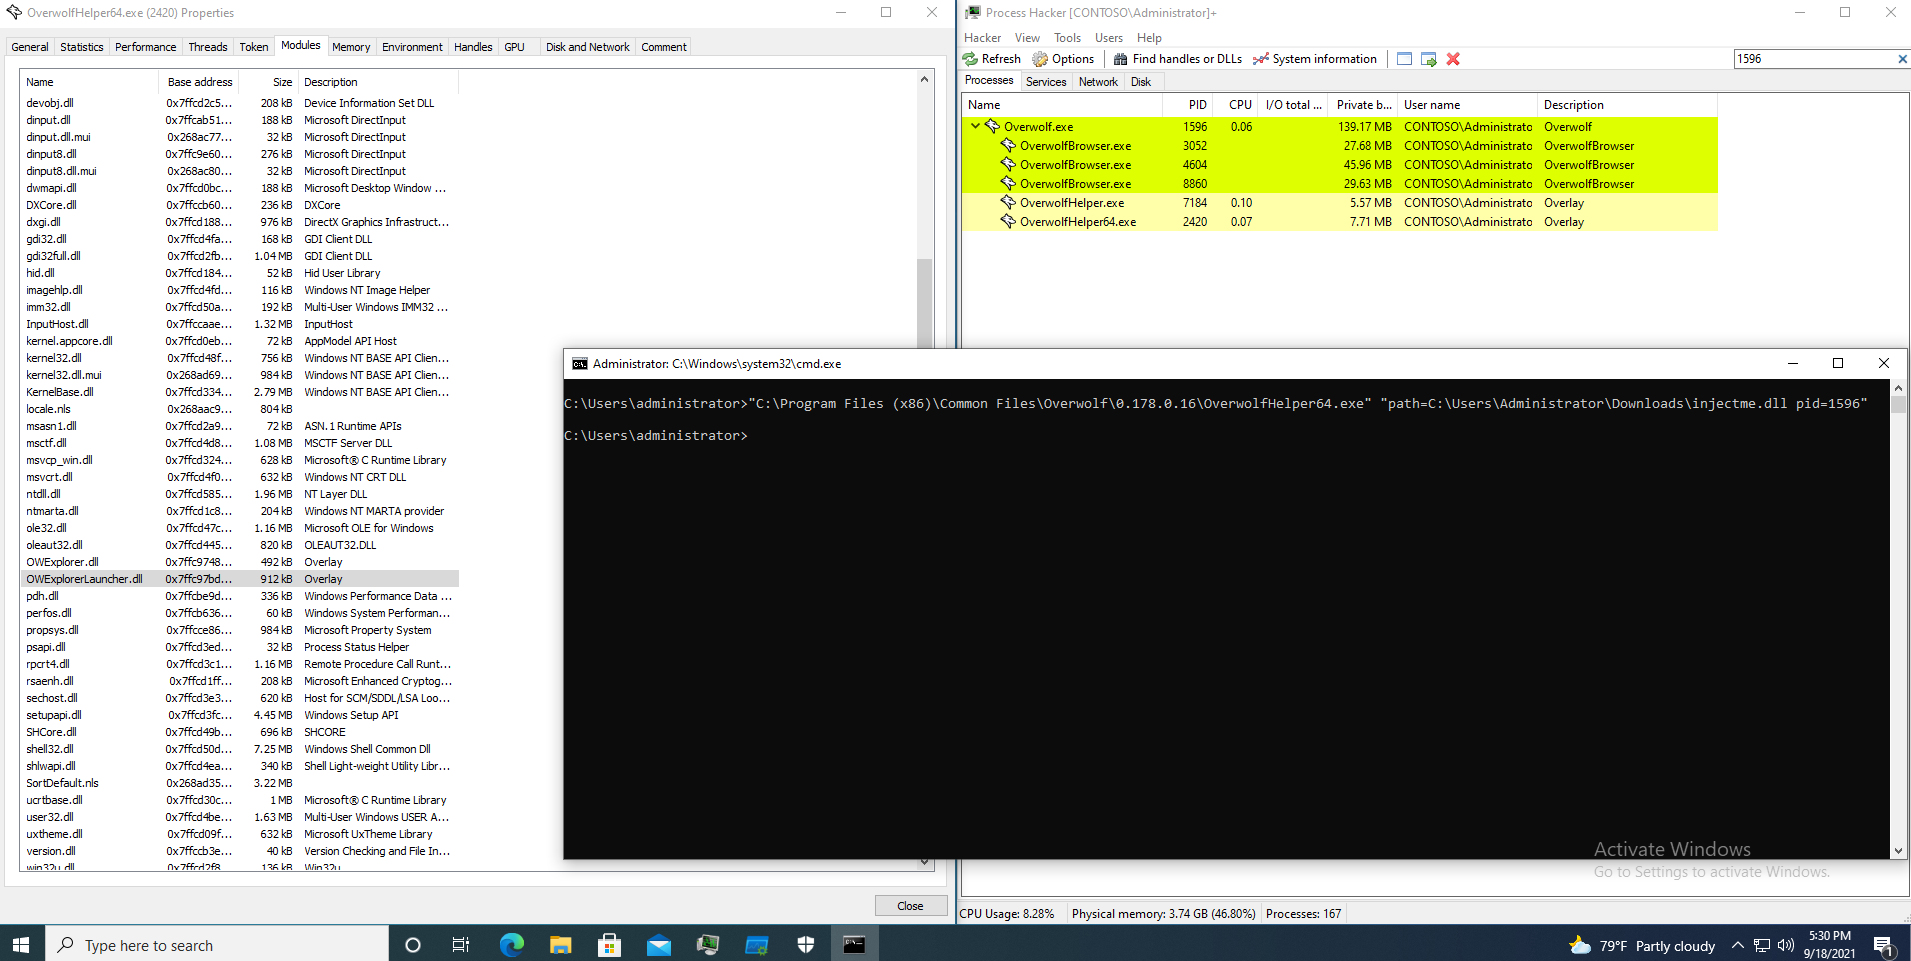 OverwolfHelper64.exe (2420) Properties
General Statistics Performance Threads Token Modules Memory Environment Handles GPU Disk and Network Comment
Name Base address Size Description
devobj.dll 0x7ffcd2c5... 208 kB Device Information Set DLL
dinput.dll 0x7ffcab51... 188 kB Microsoft DirectInput
dinput.dll.mui 0x268ac77... 32 kB Microsoft DirectInput
dinput8.dll 0x7ffc9e60... 276 kB Microsoft DirectInput
dinput8.dll.mui 0x268ac80... 32 kB Microsoft DirectInput
dwmapi.dll 0x7ffcd0bc... 188 kB Microsoft Desktop Window ...
DXCore.dll 0x7ffccb60... 236 kB DXCore
dxgi.dll 0x7ffcd188... 976 kB DirectX Graphics Infrastruct...
gdi32.dll 0x7ffcd4fa... 168 kB GDI Client DLL
gdi32full.dll 0x7ffcd2fb... 1.04 MB GDI Client DLL
hid.dll 0x7ffcd184... 52 kB Hid User Library
imagehlp.dll 0x7ffcd4fd... 116 kB Windows NT Image Helper
imm32.dll 0x7ffcd50a... 192 kB Multi-User Windows IMM32 ...
InputHost.dll 0x7ffccaae... 1.32 MB InputHost
kernel.appcore.dll 0x7ffcd0eb... 72 kB AppModel API Host
kernel32.dll 0x7ffcd48f... 756 kB Windows NT BASE API Clien...
kernel32.dll.mui 0x268ad69... 984 kB Windows NT BASE API Clien...
KernelBase.dll 0x7ffcd334... 2.79 MB Windows NT BASE API Clien...
locale.nls 0x268aac9... 804 kB
msasn1.dll 0x7ffcd2a9... 72 kB ASN.1 Runtime APIs
msctf.dll 0x7ffcd4d8... 1.08 MB MSCTF Server DLL
msvcp_win.dll 0x7ffcd324... 628 kB Microsoft® C Runtime Library
msvcrt.dll 0x7ffcd4f0... 632 kB Windows NT CRT DLL
ntdll.dll 0x7ffcd585... 1.96 MB NT Layer DLL
ntmarta.dll 0x7ffcd1c8... 204 kB Windows NT MARTA provider
ole32.dll 0x7ffcd47c... 1.16 MB Microsoft OLE for Windows
oleaut32.dll 0x7ffcd445... 820 kB OLEAUT32.DLL
OWExplorer.dll 0x7ffc9748... 492 kB Overlay
OWExplorerLauncher.dll 0x7ffc97bd... 912 kB Overlay
pdh.dll 0x7ffcbe9d... 336 kB Windows Performance Data ...
perfos.dll 0x7ffcb636... 60 kB Windows System Performan...
propsys.dll 0x7ffcce86... 984 kB Microsoft Property System
psapi.dll 0x7ffcd3ed... 32 kB Process Status Helper
rpcrt4.dll 0x7ffcd3c1... 1.16 MB Remote Procedure Call Runt...
rsaenh.dll 0x7ffcd1ff... 208 kB Microsoft Enhanced Cryptog...
sechost.dll 0x7ffcd3e3... 620 kB Host for SCM/SDDL/LSA Loo...
setupapi.dll 0x7ffcd3fc... 4.45 MB Windows Setup API
SHCore.dll 0x7ffcd49b... 696 kB SHCORE
shell32.dll 0x7ffcd50d... 7.25 MB Windows Shell Common Dll
shlwapi.dll 0x7ffcd4ea... 340 kB Shell Light-weight Utility Libr...
SortDefault.nls 0x268ad35... 3.22 MB
ucrtbase.dll 0x7ffcd30c... 1 MB Microsoft® C Runtime Library
user32.dll 0x7ffcd4be... 1.63 MB Multi-User Windows USER A...
uxtheme.dll 0x7ffcd09f... 632 kB Microsoft UxTheme Library
version.dll 0x7ffccb3e... 40 kB Version Checking and File In...
win32u.dll 0x7ffcd2f8... 136 kB Win32u
Close
Process Hacker [CONTOSO\Administrator]+
Hacker View Tools Users Help
Refresh Options Find handles or DLLs System information 1596
Processes Services Network Disk
Name PID CPU I/O total ... Private b... User name Description
Overwolf.exe 1596 0.06 139.17 MB CONTOSO\Administrato Overwolf
OverwolfBrowser.exe 3052 27.68 MB CONTOSO\Administrato OverwolfBrowser
OverwolfBrowser.exe 4604 45.96 MB CONTOSO\Administrato OverwolfBrowser
OverwolfBrowser.exe 8860 29.63 MB CONTOSO\Administrato OverwolfBrowser
OverwolfHelper.exe 7184 0.10 5.57 MB CONTOSO\Administrato Overlay
OverwolfHelper64.exe 2420 0.07 7.71 MB CONTOSO\Administrato Overlay
Administrator: C:\Windows\system32\cmd.exe
C:\Users\administrator>"C:\Program Files (x86)\Common Files\Overwolf\0.178.0.16\OverwolfHelper64.exe" "path=C:\Users\Administrator\Downloads\injectme.dll pid=1596"
C:\Users\administrator>
Activate Windows
Go to Settings to activate Windows.
CPU Usage: 8.28% Physical memory: 3.74 GB (46.80%) Processes: 167
Type here to search
79°F Partly cloudy
5:30 PM
9/18/2021
1